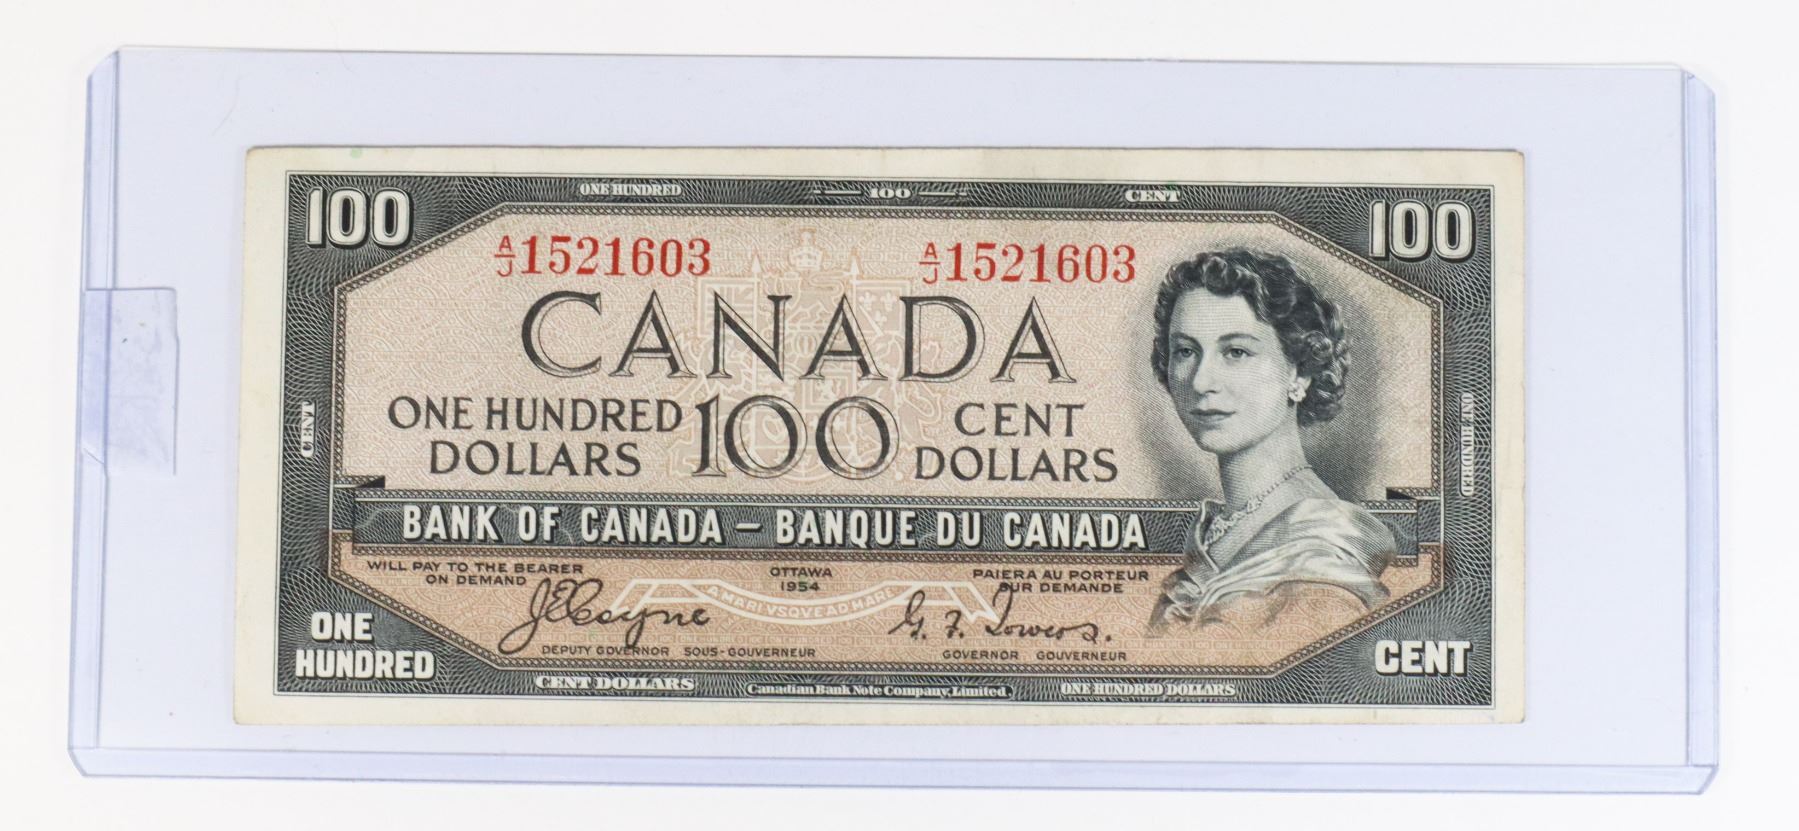 ONE HUNDRED 100 CENT
100 100
A/J 1521603 A/J 1521603
CANADA
ONE HUNDRED DOLLARS 100 CENT DOLLARS
CENT
ONE HUNDRED
BANK OF CANADA – BANQUE DU CANADA
WILL PAY TO THE BEARER OTTAWA PAIERA AU PORTEUR
ON DEMAND 1954 SUR DEMANDE
A MARI VSQVE AD MARE
J.E. Coyne G. F. Towers.
DEPUTY GOVERNOR SOUS-GOUVERNEUR GOVERNOR GOUVERNEUR
ONE HUNDRED CENT
CENT DOLLARS Canadian Bank Note Company, Limited. ONE HUNDRED DOLLARS